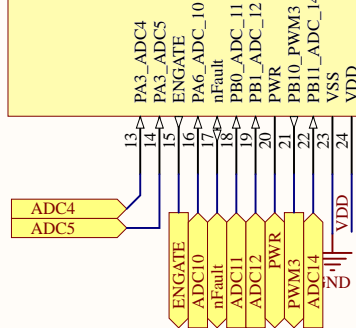 PA3_ADC4
PA3_ADC5
ENGATE
PA6_ADC_10
nFault
PB0_ADC_11
PB1_ADC_12
PWR
PB10_PWM3
PB11_ADC_14
VSS
VDD
13
14
15
16
17
18
19
20
21
22
23
24
ADC4
ADC5
ENGATE
ADC10
nFault
ADC11
ADC12
PWR
PWM3
ADC14
VDD
GND